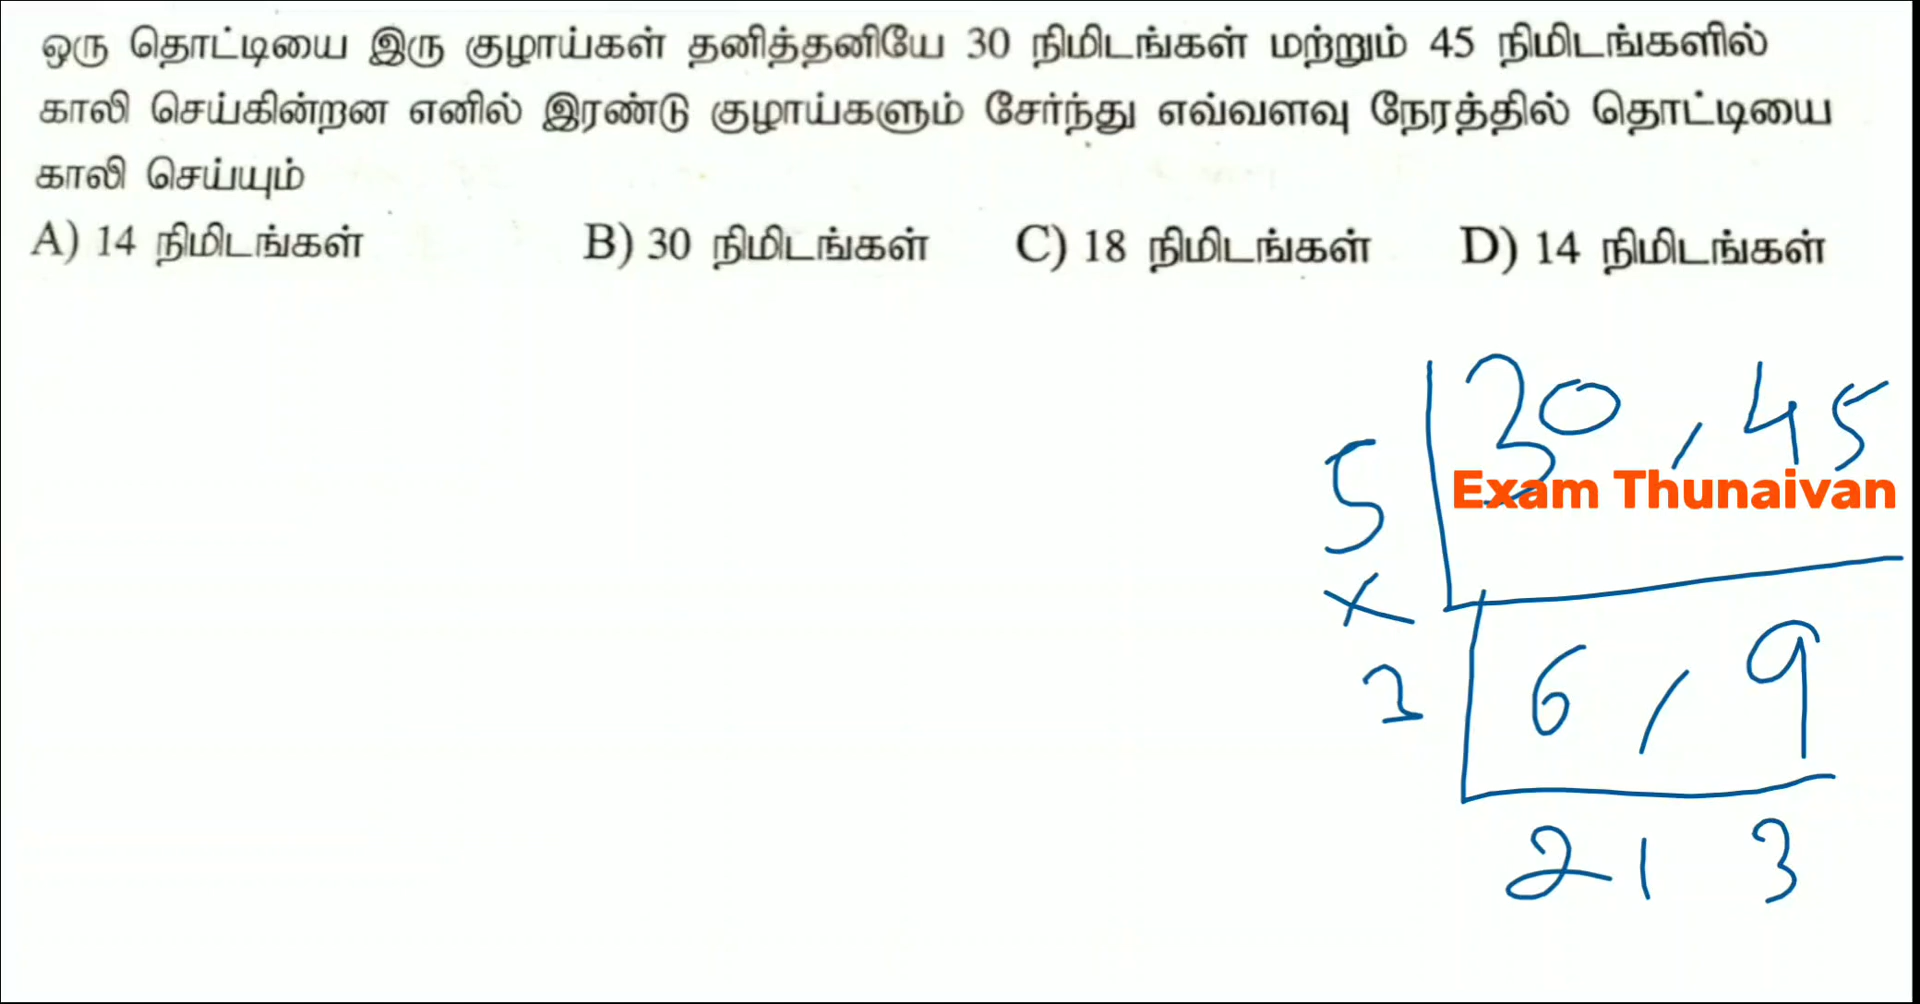 ஒரு தொட்டியை இரு குழாய்கள் தனித்தனியே 30 நிமிடங்கள் மற்றும் 45 நிமிடங்களில்
காலி செய்கின்றன எனில் இரண்டு குழாய்களும் சேர்ந்து எவ்வளவு நேரத்தில் தொட்டியை
காலி செய்யும்
A) 14 நிமிடங்கள் B) 30 நிமிடங்கள் C) 18 நிமிடங்கள் D) 14 நிமிடங்கள்
30 , 45
5
Exam Thunaivan
x
3 6 , 9
2 , 3